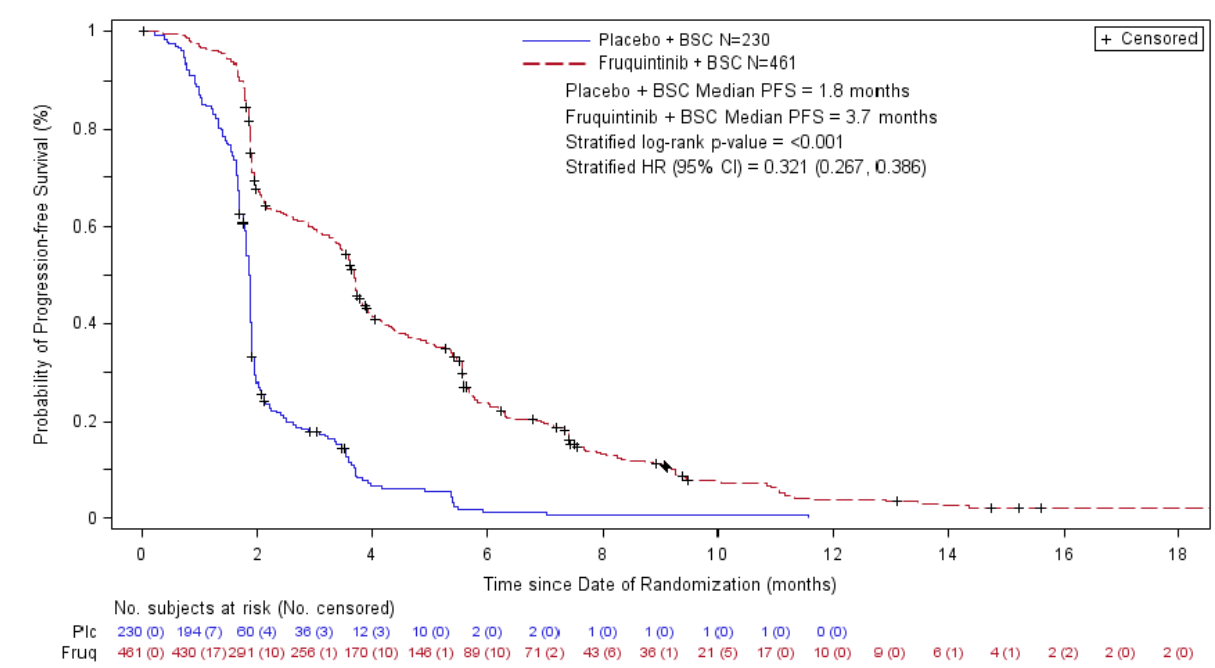 Placebo + BSC N=230
Fruquintinib + BSC N=461
+ Censored
Placebo + BSC Median PFS = 1.8 months
Fruquintinib + BSC Median PFS = 3.7 months
Stratified log-rank p-value = <0.001
Stratified HR (95% CI) = 0.321 (0.267, 0.386)
Probability of Progression-free Survival (%)
1
0.8
0.6
0.4
0.2
0
0 2 4 6 8 10 12 14 16 18
Time since Date of Randomization (months)
No. subjects at risk (No. censored)
Plc 230 (0) 194 (7) 60 (4) 36 (3) 12 (3) 10 (0) 2 (0) 2 (0) 1 (0) 1 (0) 1 (0) 1 (0) 0 (0)
Fruq 461 (0) 430 (17) 291 (10) 256 (1) 170 (10) 146 (1) 89 (10) 71 (2) 43 (6) 36 (1) 21 (5) 17 (0) 10 (0) 9 (0) 6 (1) 4 (1) 2 (2) 2 (0) 2 (0)